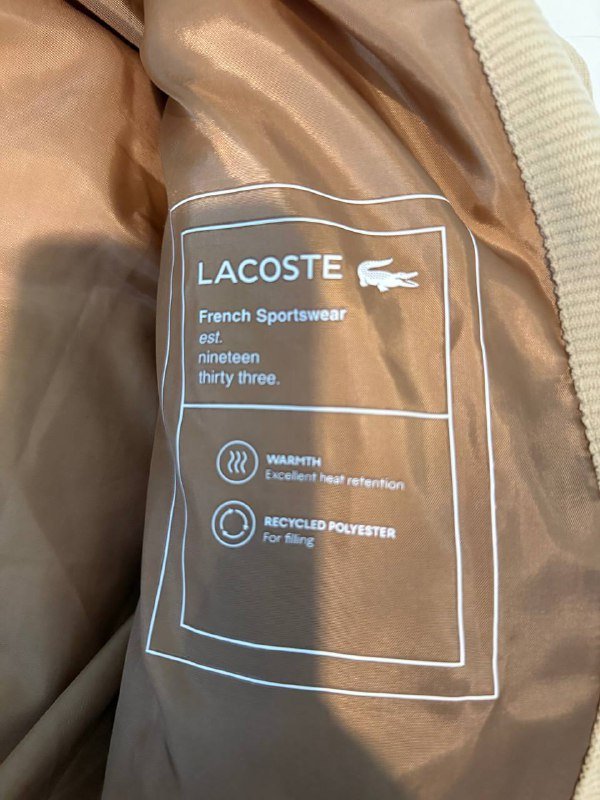 LACOSTE
French Sportswear
est.
nineteen
thirty three.
WARMTH
Excellent heat retention
RECYCLED POLYESTER
For filling